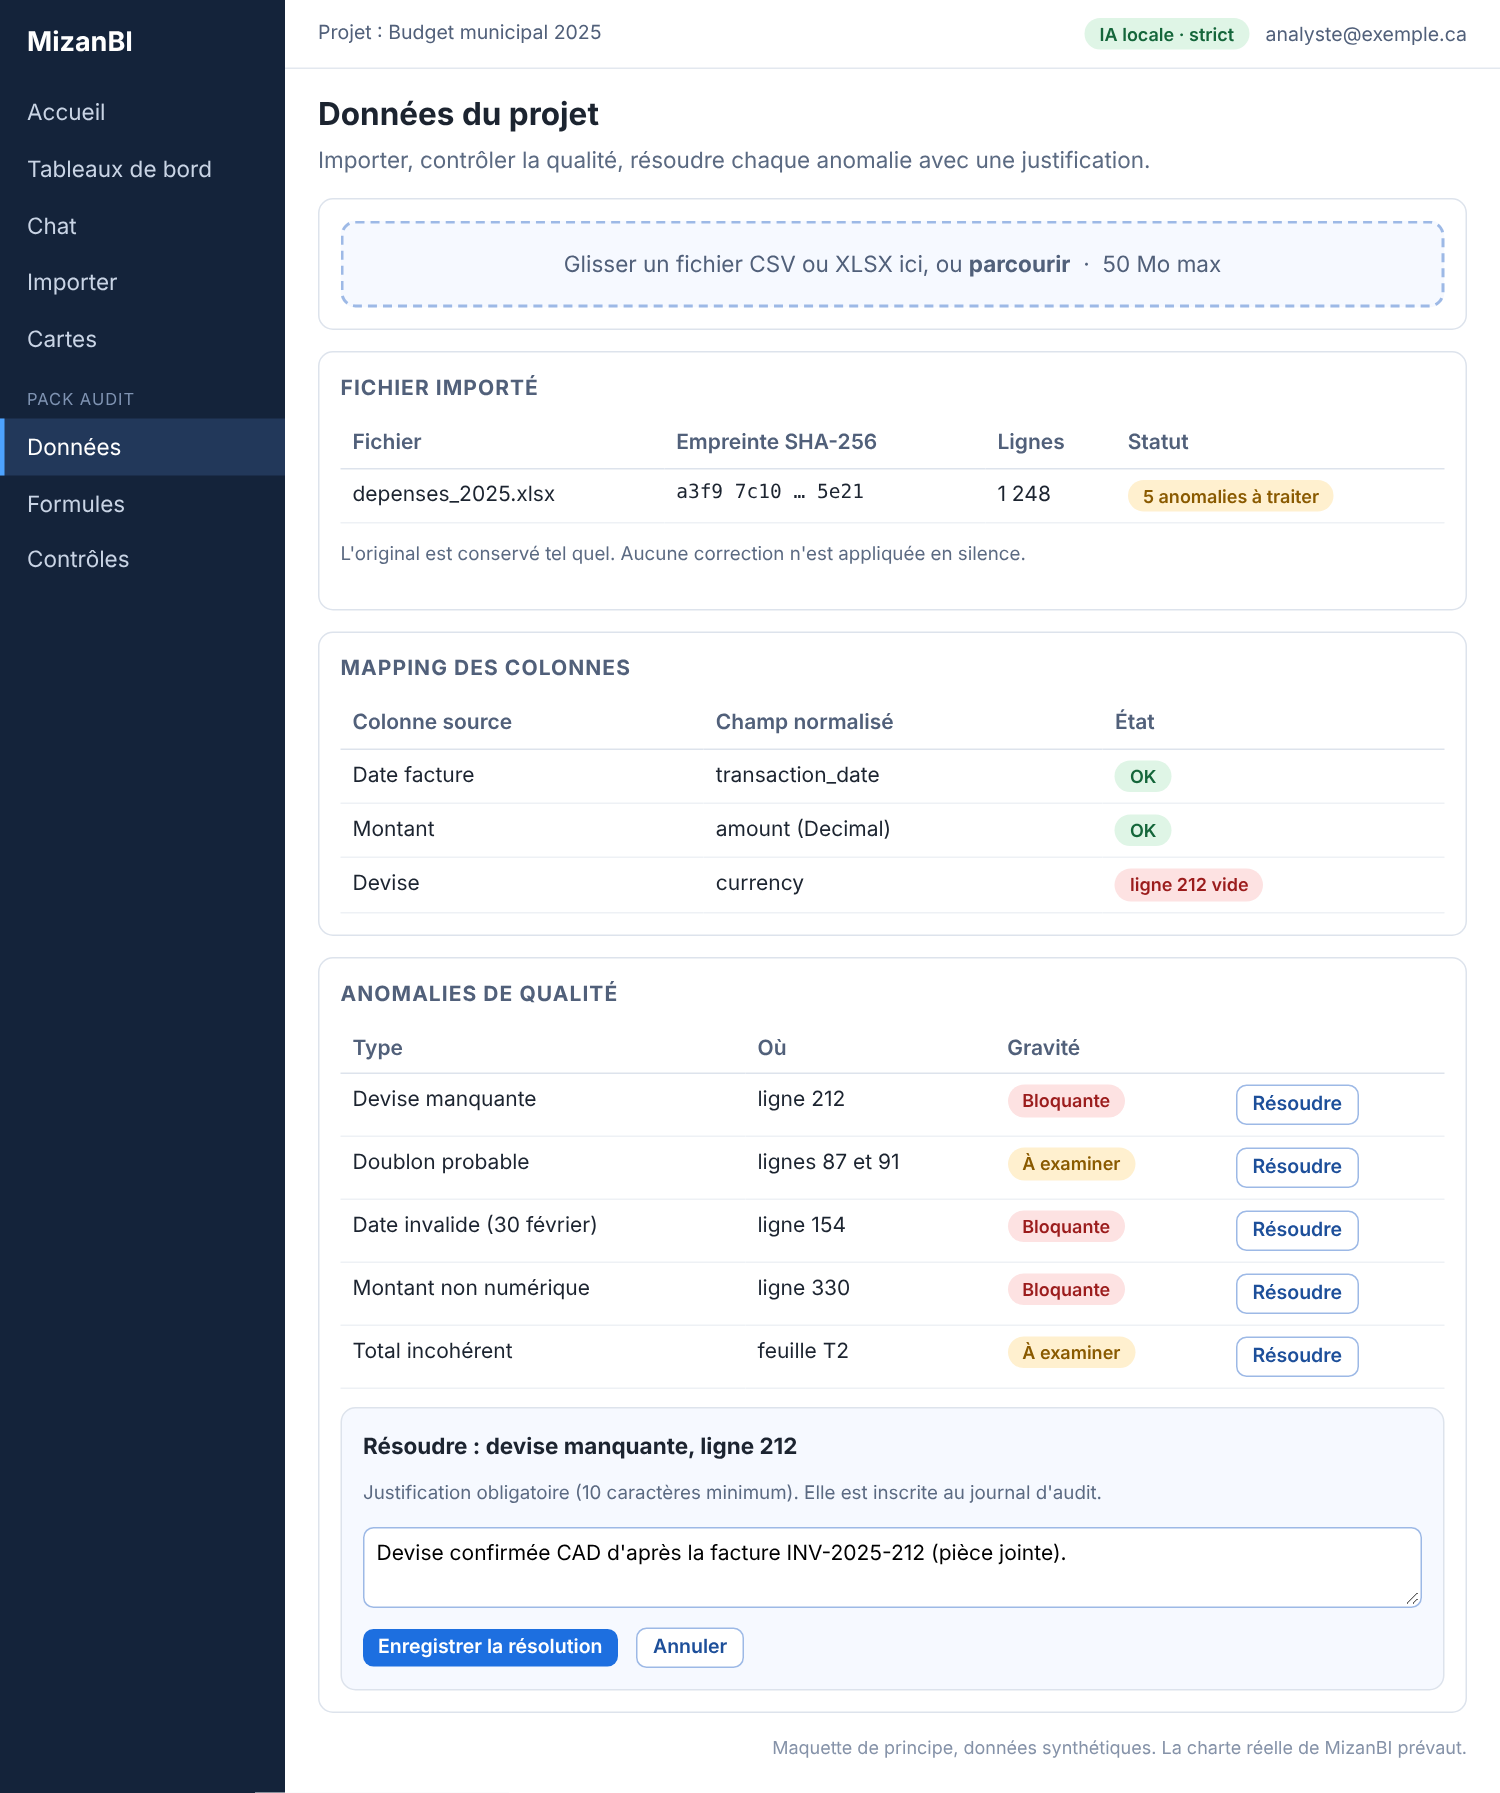 MizanBI
Accueil
Tableaux de bord
Chat
Importer
Cartes
PACK AUDIT
Données
Formules
Contrôles
Projet : Budget municipal 2025
IA locale · strict
analyste@exemple.ca
Données du projet
Importer, contrôler la qualité, résoudre chaque anomalie avec une justification.
Glisser un fichier CSV ou XLSX ici, ou parcourir · 50 Mo max
FICHIER IMPORTÉ
Fichier Empreinte SHA-256 Lignes Statut
depenses_2025.xlsx a3f9 7c10 … 5e21 1 248 5 anomalies à traiter
L'original est conservé tel quel. Aucune correction n'est appliquée en silence.
MAPPING DES COLONNES
Colonne source Champ normalisé État
Date facture transaction_date OK
Montant amount (Decimal) OK
Devise currency ligne 212 vide
ANOMALIES DE QUALITÉ
Type Où Gravité
Devise manquante ligne 212 Bloquante Résoudre
Doublon probable lignes 87 et 91 À examiner Résoudre
Date invalide (30 février) ligne 154 Bloquante Résoudre
Montant non numérique ligne 330 Bloquante Résoudre
Total incohérent feuille T2 À examiner Résoudre
Résoudre : devise manquante, ligne 212
Justification obligatoire (10 caractères minimum). Elle est inscrite au journal d'audit.
Devise confirmée CAD d'après la facture INV-2025-212 (pièce jointe).
Enregistrer la résolution Annuler
Maquette de principe, données synthétiques. La charte réelle de MizanBI prévaut.